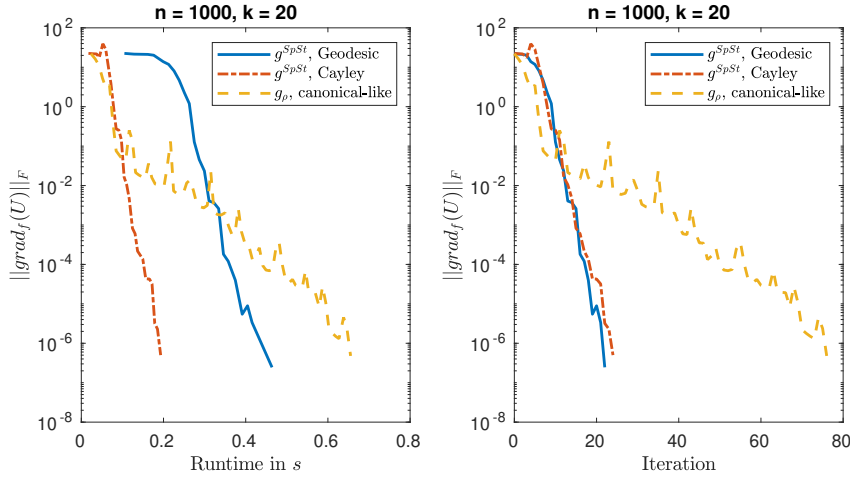 n = 1000, k = 20
g^{SpSt}, Geodesic
g^{SpSt}, Cayley
g_ρ, canonical-like
10^2
10^0
10^{-2}
10^{-4}
10^{-6}
10^{-8}
||grad_f(U)||_F
0
0.2
0.4
0.6
0.8
Runtime in s
n = 1000, k = 20
g^{SpSt}, Geodesic
g^{SpSt}, Cayley
g_ρ, canonical-like
10^2
10^0
10^{-2}
10^{-4}
10^{-6}
10^{-8}
||grad_f(U)||_F
0
20
40
60
80
Iteration